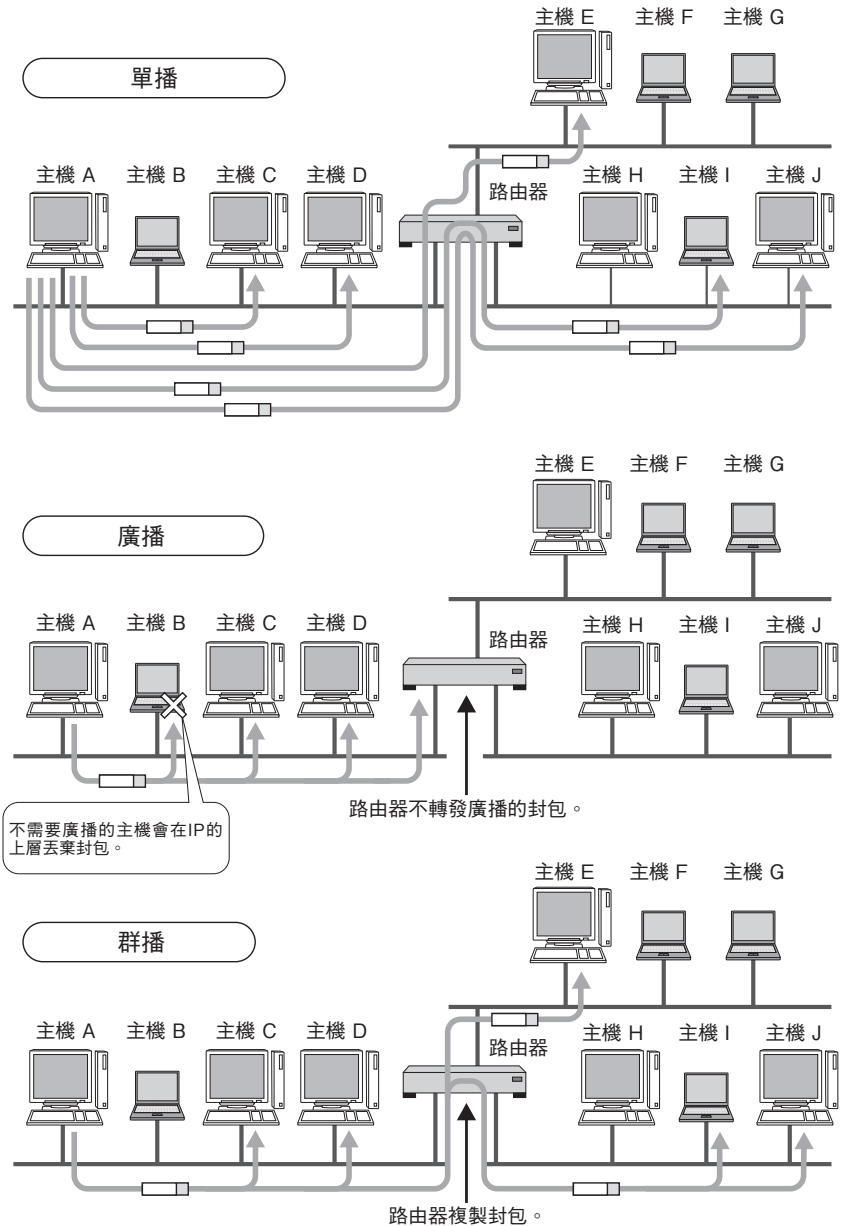 主機 E
主機 F
主機 G
單播
主機 A
主機 B
主機 C
主機 D
路由器
主機 H
主機 I
主機 J
主機 E
主機 F
主機 G
廣播
主機 A
主機 B
主機 C
主機 D
路由器
主機 H
主機 I
主機 J
路由器不轉發廣播的封包。
不需要廣播的主機會在IP的
上層丟棄封包。
主機 E
主機 F
主機 G
群播
主機 A
主機 B
主機 C
主機 D
路由器
主機 H
主機 I
主機 J
路由器複製封包。